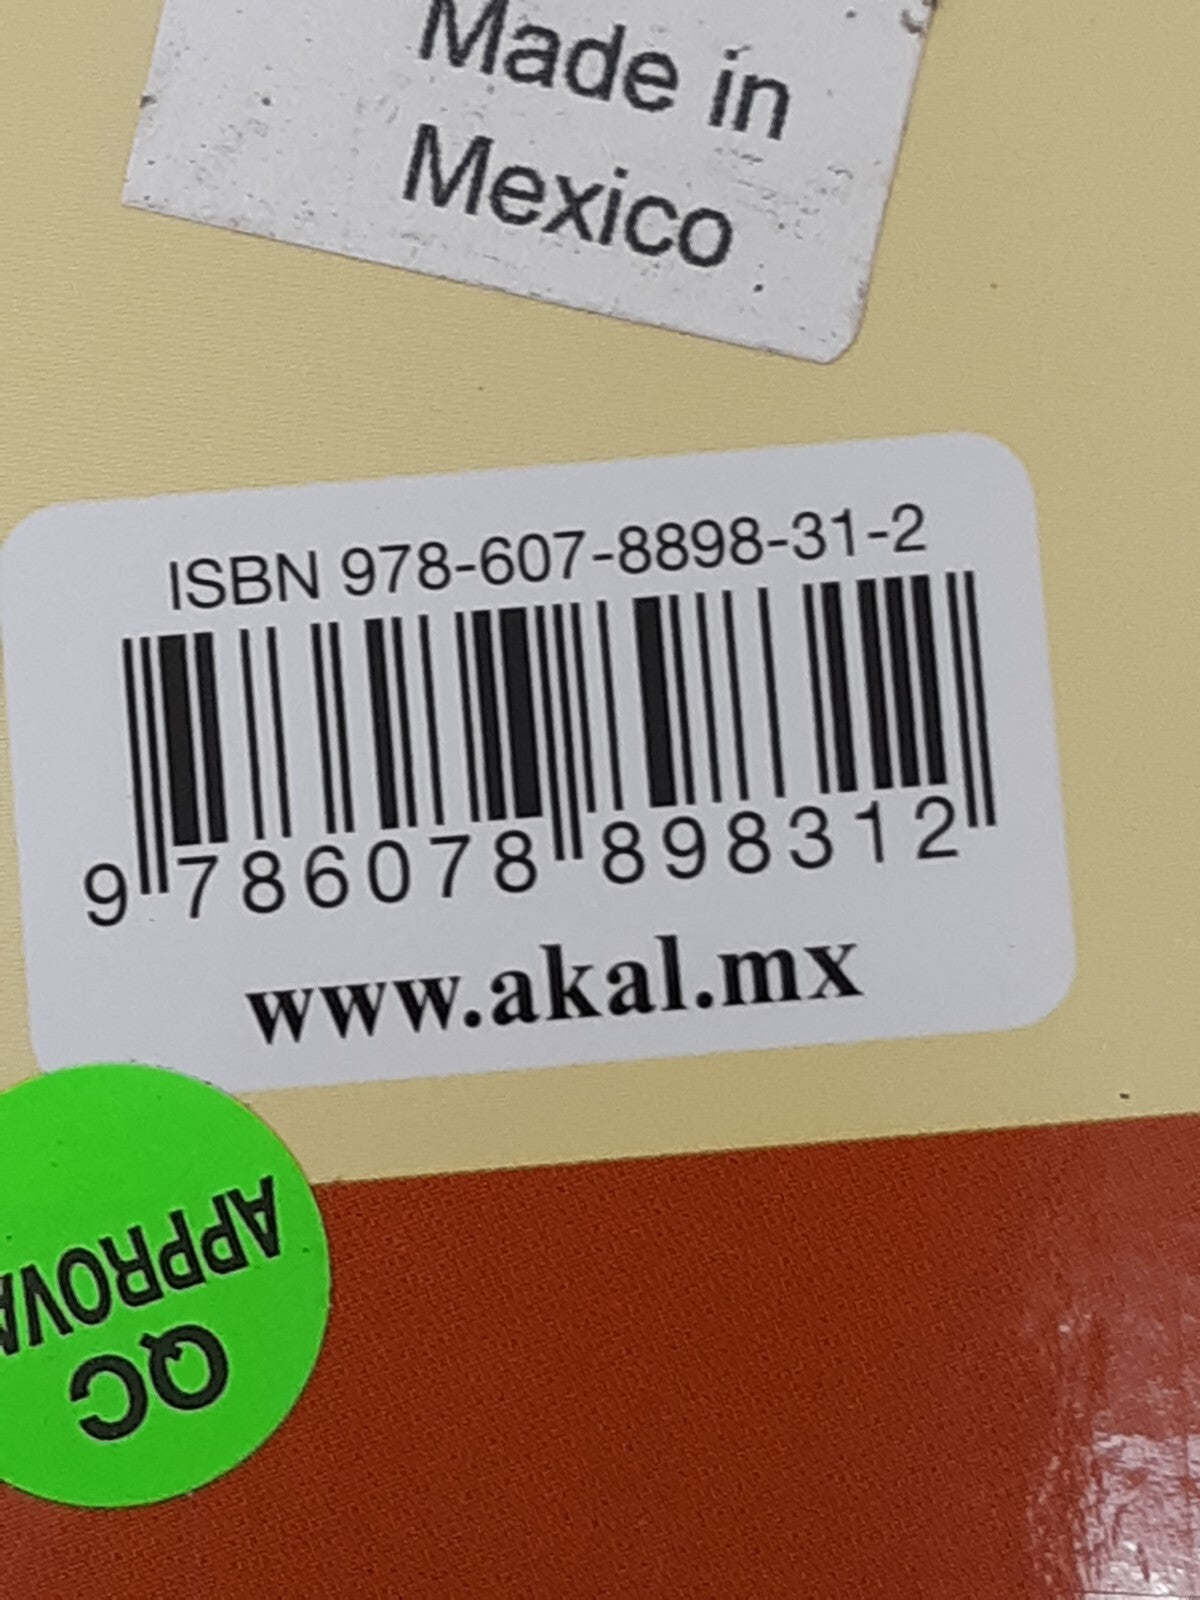 Made in
Mexico
ISBN 978-607-8898-31-2
9 786078 898312
www.akal.mx
QC
APPROVA